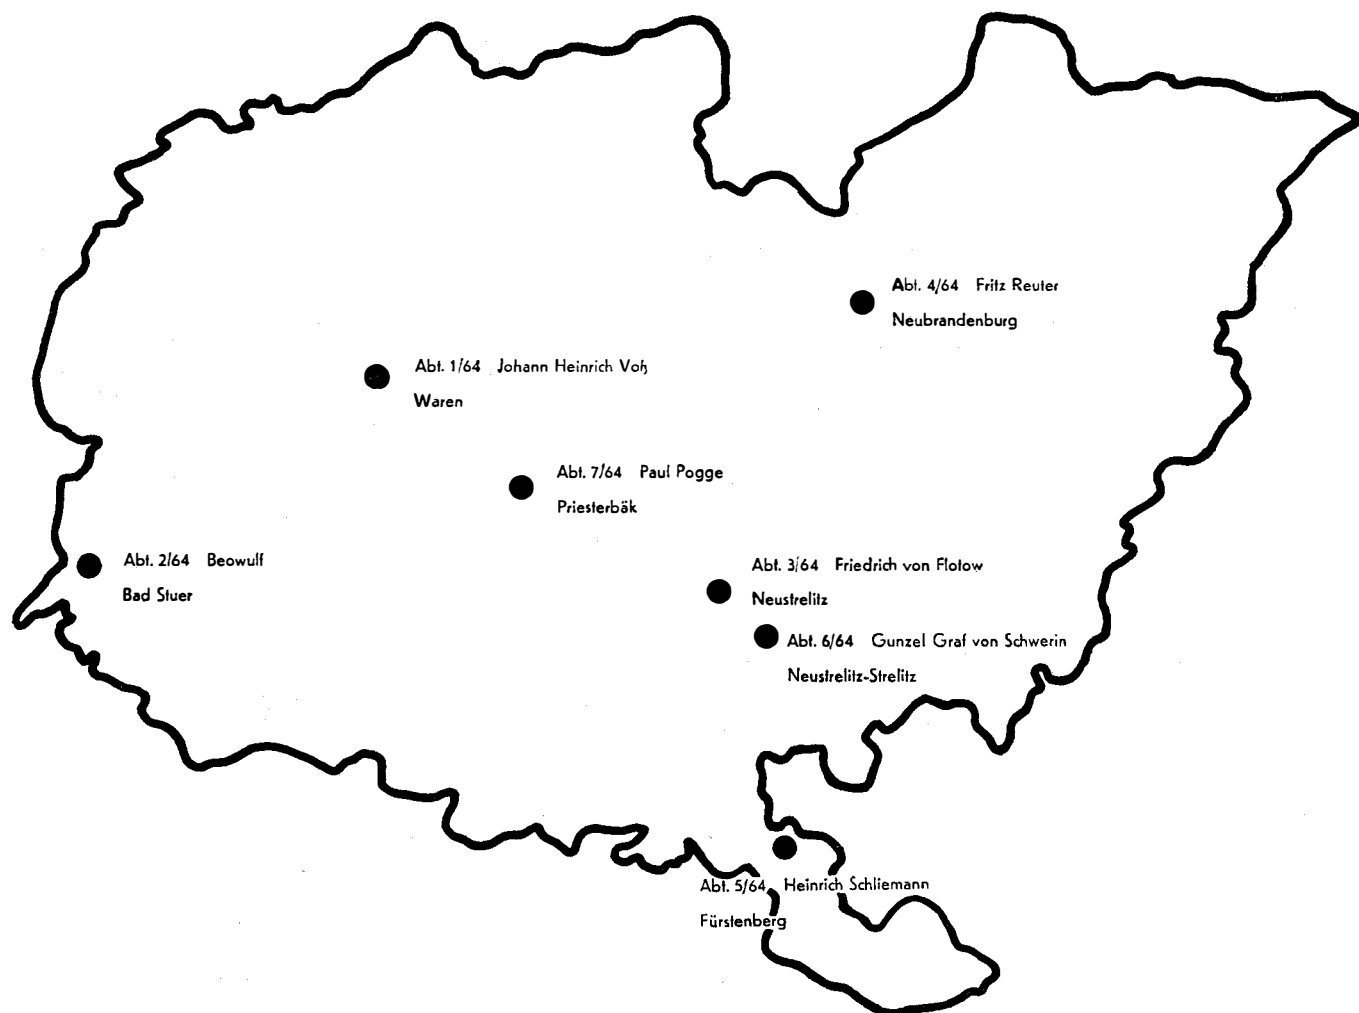 Abt. 4/64 Fritz Reuter
Neubrandenburg
Abt. 1/64 Johann Heinrich Voß
Waren
Abt. 7/64 Paul Pogge
Priesterbäk
Abt. 2/64 Beowulf
Bad Stuer
Abt. 3/64 Friedrich von Flotow
Neustrelitz
Abt. 6/64 Gunzel Graf von Schwerin
Neustrelitz-Strelitz
Abt. 5/64 Heinrich Schliemann
Fürstenberg